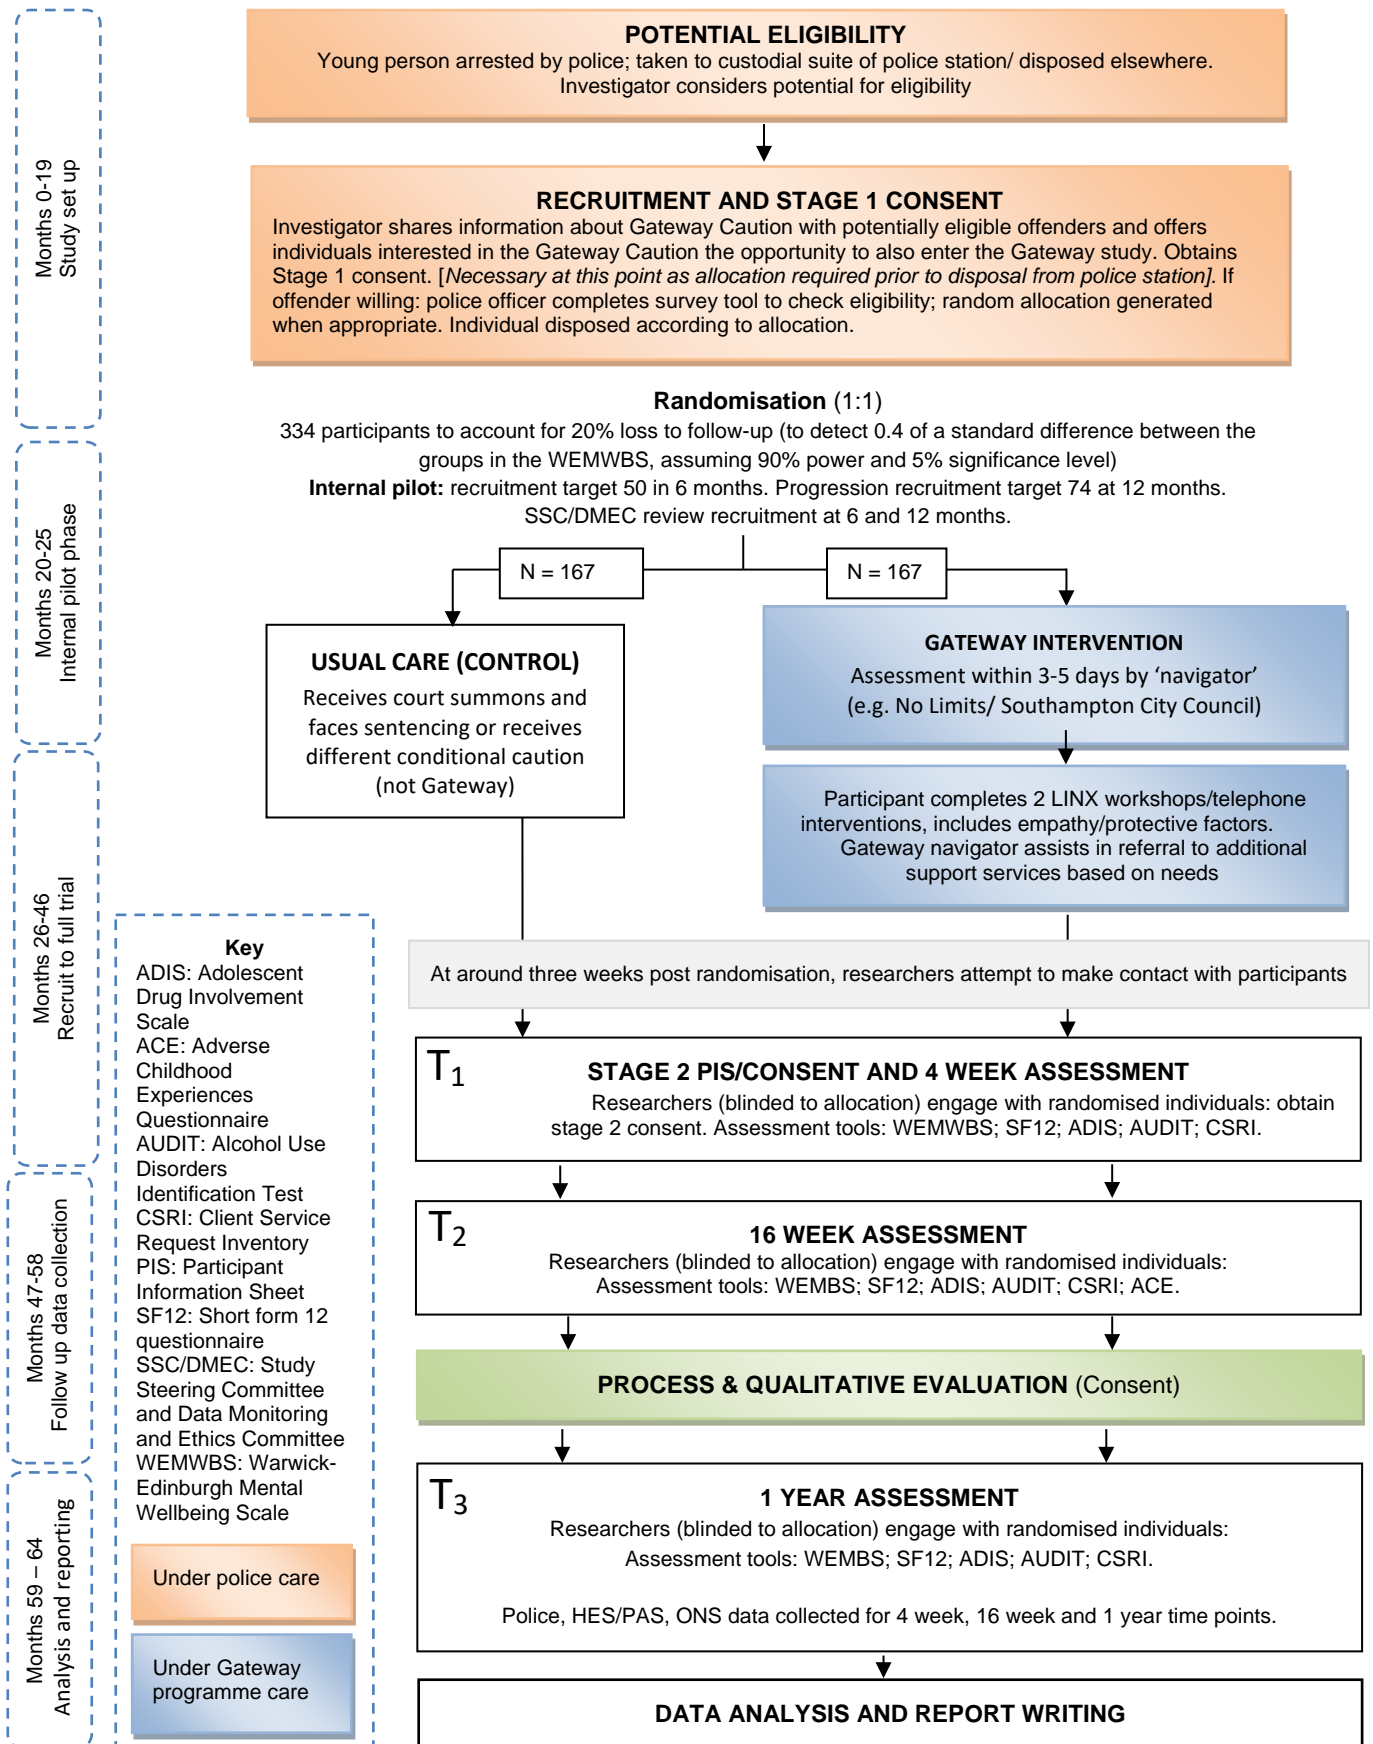 POTENTIAL ELIGIBILITY
Young person arrested by police; taken to custodial suite of police station/ disposed elsewhere.
Investigator considers potential for eligibility
Months 0-19
Study set up
RECRUITMENT AND STAGE 1 CONSENT
Investigator shares information about Gateway Caution with potentially eligible offenders and offers
individuals interested in the Gateway Caution the opportunity to also enter the Gateway study. Obtains
Stage 1 consent. [Necessary at this point as allocation required prior to disposal from police station]. If
offender willing: police officer completes survey tool to check eligibility; random allocation generated
when appropriate. Individual disposed according to allocation.
Randomisation (1:1)
334 participants to account for 20% loss to follow-up (to detect 0.4 of a standard difference between the
groups in the WEMWBS, assuming 90% power and 5% significance level)
Internal pilot: recruitment target 50 in 6 months. Progression recruitment target 74 at 12 months.
SSC/DMEC review recruitment at 6 and 12 months.
Months 20-25
Internal pilot phase
N = 167
N = 167
USUAL CARE (CONTROL)
Receives court summons and
faces sentencing or receives
different conditional caution
(not Gateway)
GATEWAY INTERVENTION
Assessment within 3-5 days by ‘navigator’
(e.g. No Limits/ Southampton City Council)
Participant completes 2 LINX workshops/telephone
interventions, includes empathy/protective factors.
Gateway navigator assists in referral to additional
support services based on needs
Months 26-46
Recruit to full trial
Key
ADIS: Adolescent
Drug Involvement
Scale
ACE: Adverse
Childhood
Experiences
Questionnaire
AUDIT: Alcohol Use
Disorders
Identification Test
CSRI: Client Service
Request Inventory
PIS: Participant
Information Sheet
SF12: Short form 12
questionnaire
SSC/DMEC: Study
Steering Committee
and Data Monitoring
and Ethics Committee
WEMWBS: Warwick-
Edinburgh Mental
Wellbeing Scale
Under police care
Under Gateway
programme care
At around three weeks post randomisation, researchers attempt to make contact with participants
T1
STAGE 2 PIS/CONSENT AND 4 WEEK ASSESSMENT
Researchers (blinded to allocation) engage with randomised individuals: obtain
stage 2 consent. Assessment tools: WEMWBS; SF12; ADIS; AUDIT; CSRI.
Months 47-58
Follow up data collection
T2
16 WEEK ASSESSMENT
Researchers (blinded to allocation) engage with randomised individuals:
Assessment tools: WEMBS; SF12; ADIS; AUDIT; CSRI; ACE.
PROCESS & QUALITATIVE EVALUATION (Consent)
Months 59 – 64
Analysis and reporting
T3
1 YEAR ASSESSMENT
Researchers (blinded to allocation) engage with randomised individuals:
Assessment tools: WEMBS; SF12; ADIS; AUDIT; CSRI.
Police, HES/PAS, ONS data collected for 4 week, 16 week and 1 year time points.
DATA ANALYSIS AND REPORT WRITING